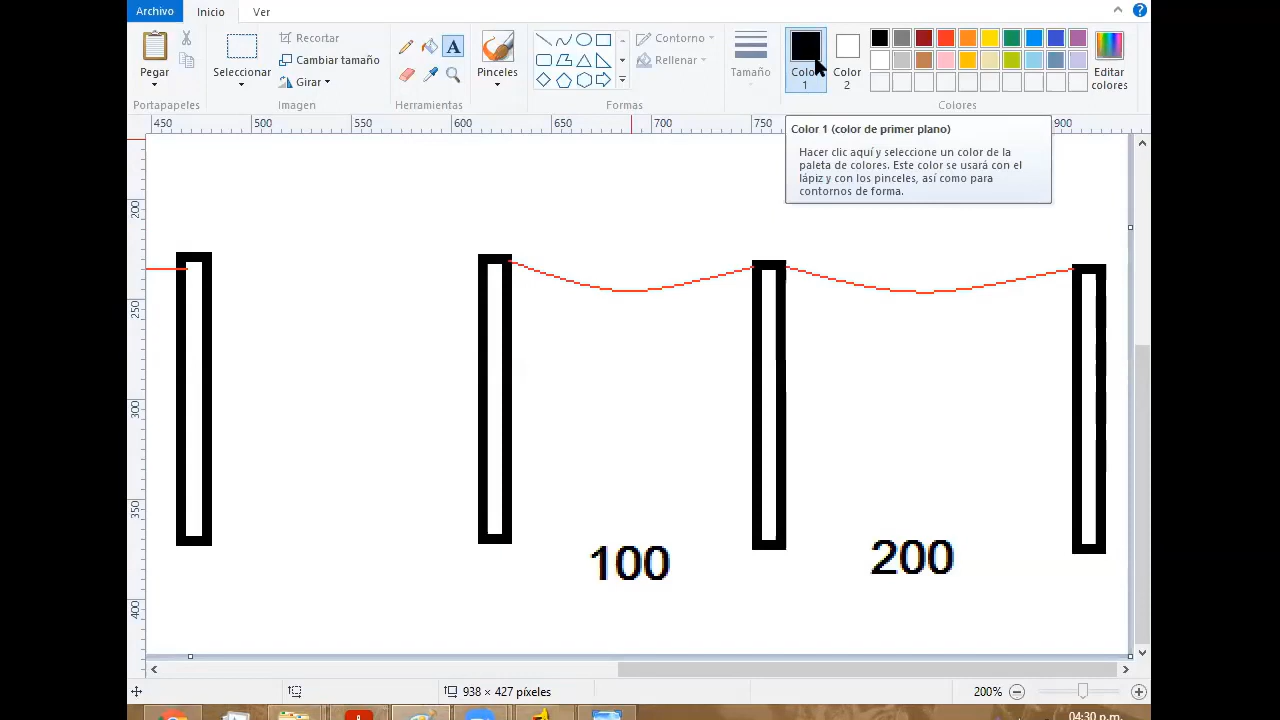 Archivo Inicio Ver
Pegar
Portapapeles
Seleccionar
Recortar
Cambiar tamaño
Girar
Imagen
A
Herramientas
Pinceles
Contorno
Rellenar
Formas
Tamaño
Color 1
Color 2
Editar colores
Colores
450 500 550 600 650 700 750 900
Color 1 (color de primer plano)
Hacer clic aquí y seleccione un color de la
paleta de colores. Este color se usará con el
lápiz y con los pinceles, así como para
contornos de forma.
200
250
300
350
400
100 200
938 × 427 píxeles
200%
04:30 p.m.